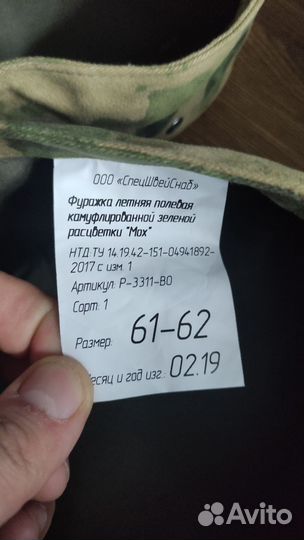 ООО «СпецШвейСнаб»
Фуражка летняя полевая
камуфлированной зеленой
расцветки "Мох"
НТД:ТУ 14.19.42-151-04941892-
2017 с изм. 1
Артикул: Р-3311-ВО
Сорт: 1
Размер: 61-62
Месяц и год изг.: 02.19
Avito